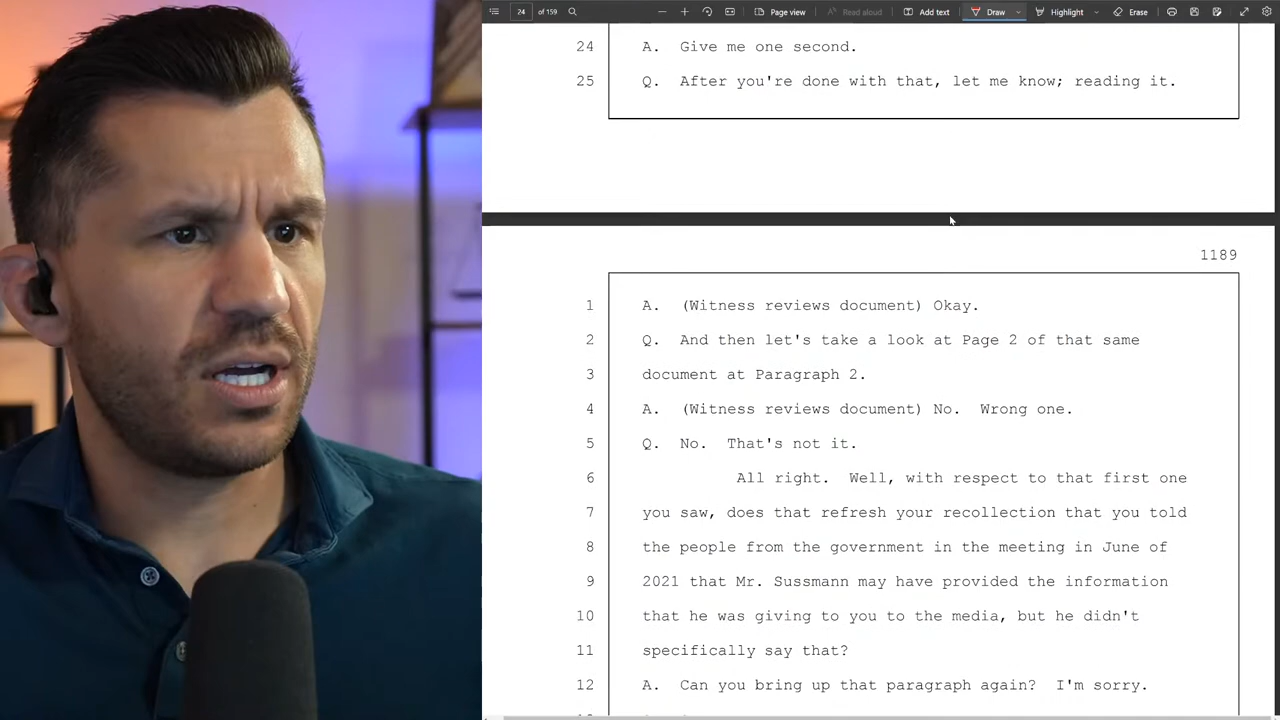 24 of 159 Page view Read aloud Add text Draw Highlight Erase
24 A. Give me one second.
25 Q. After you're done with that, let me know; reading it.
1189
1 A. (Witness reviews document) Okay.
2 Q. And then let's take a look at Page 2 of that same
3 document at Paragraph 2.
4 A. (Witness reviews document) No. Wrong one.
5 Q. No. That's not it.
6 All right. Well, with respect to that first one
7 you saw, does that refresh your recollection that you told
8 the people from the government in the meeting in June of
9 2021 that Mr. Sussmann may have provided the information
10 that he was giving to you to the media, but he didn't
11 specifically say that?
12 A. Can you bring up that paragraph again? I'm sorry.